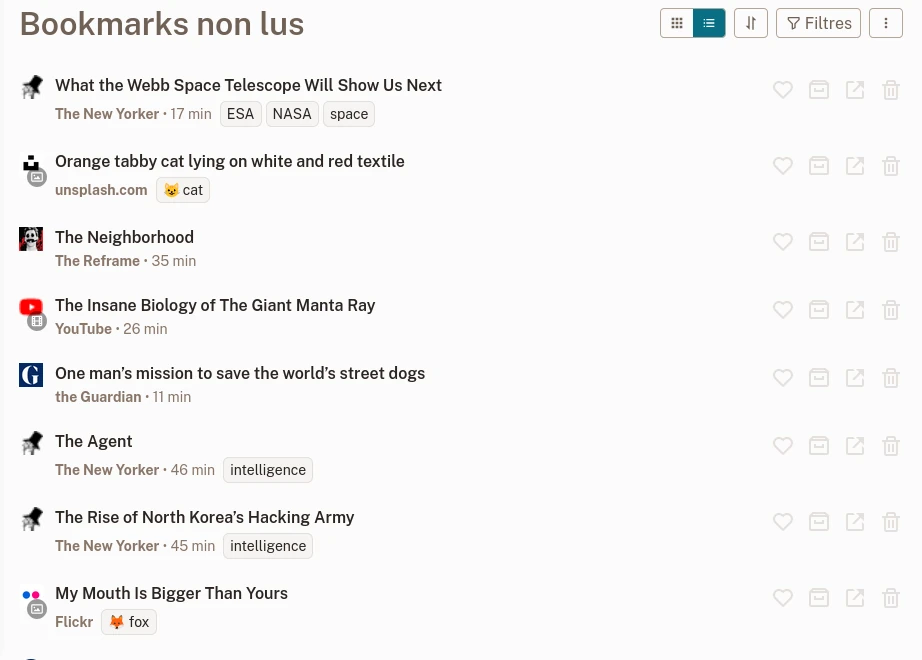 Bookmarks non lus
Filtres
What the Webb Space Telescope Will Show Us Next
The New Yorker • 17 min ESA NASA space
Orange tabby cat lying on white and red textile
unsplash.com 😺 cat
The Neighborhood
The Reframe • 35 min
The Insane Biology of The Giant Manta Ray
YouTube • 26 min
G
One man’s mission to save the world’s street dogs
the Guardian • 11 min
The Agent
The New Yorker • 46 min intelligence
The Rise of North Korea’s Hacking Army
The New Yorker • 45 min intelligence
My Mouth Is Bigger Than Yours
Flickr 🦊 fox